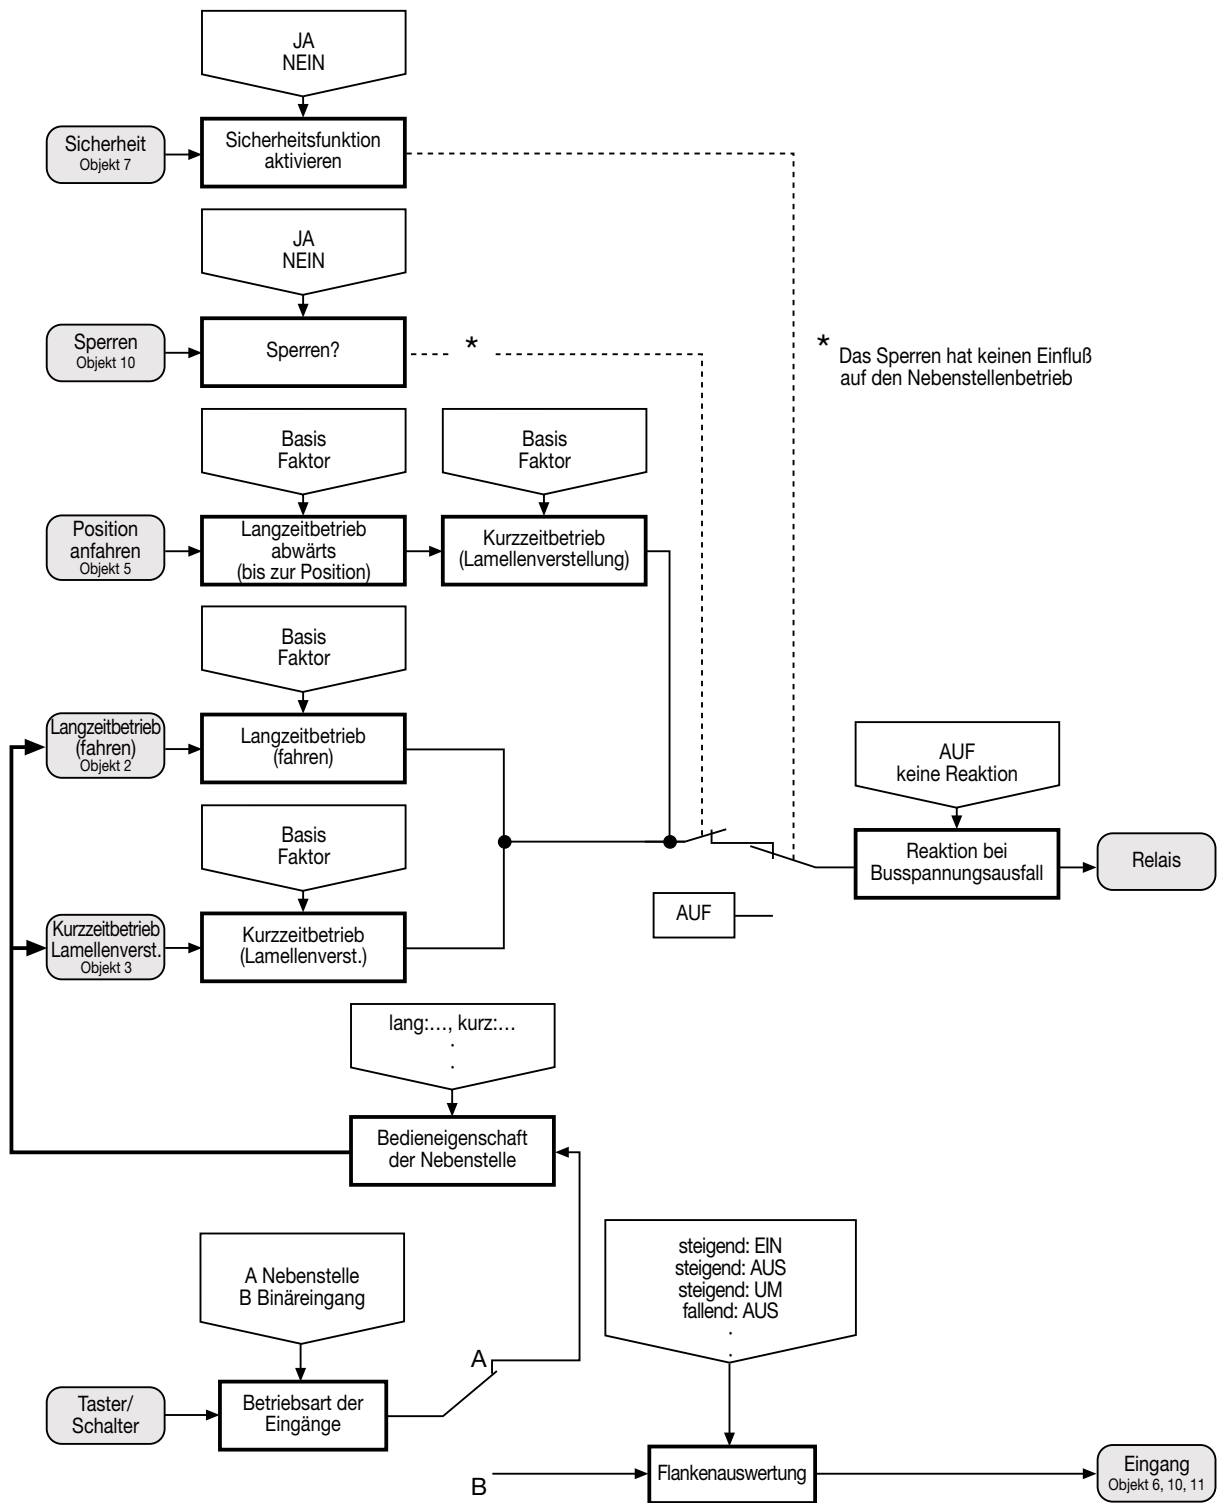 JA
NEIN
Sicherheit
Objekt 7
Sicherheitsfunktion
aktivieren
JA
NEIN
Sperren
Objekt 10
Sperren?
*
* Das Sperren hat keinen Einfluß
auf den Nebenstellenbetrieb
Basis
Faktor
Basis
Faktor
Position
anfahren
Objekt 5
Langzeitbetrieb
abwärts
(bis zur Position)
Kurzzeitbetrieb
(Lamellenverstellung)
Basis
Faktor
Langzeitbetrieb
(fahren)
Objekt 2
Langzeitbetrieb
(fahren)
AUF
keine Reaktion
Basis
Faktor
Reaktion bei
Busspannungsausfall
Relais
AUF
Kurzzeitbetrieb
Lamellenverst.
Objekt 3
Kurzzeitbetrieb
(Lamellenverst.)
lang:..., kurz:...
.
.
Bedieneigenschaft
der Nebenstelle
A Nebenstelle
B Binäreingang
steigend: EIN
steigend: AUS
steigend: UM
fallend: AUS
.
.
A
Taster/
Schalter
Betriebsart der
Eingänge
B
Flankenauswertung
Eingang
Objekt 6, 10, 11